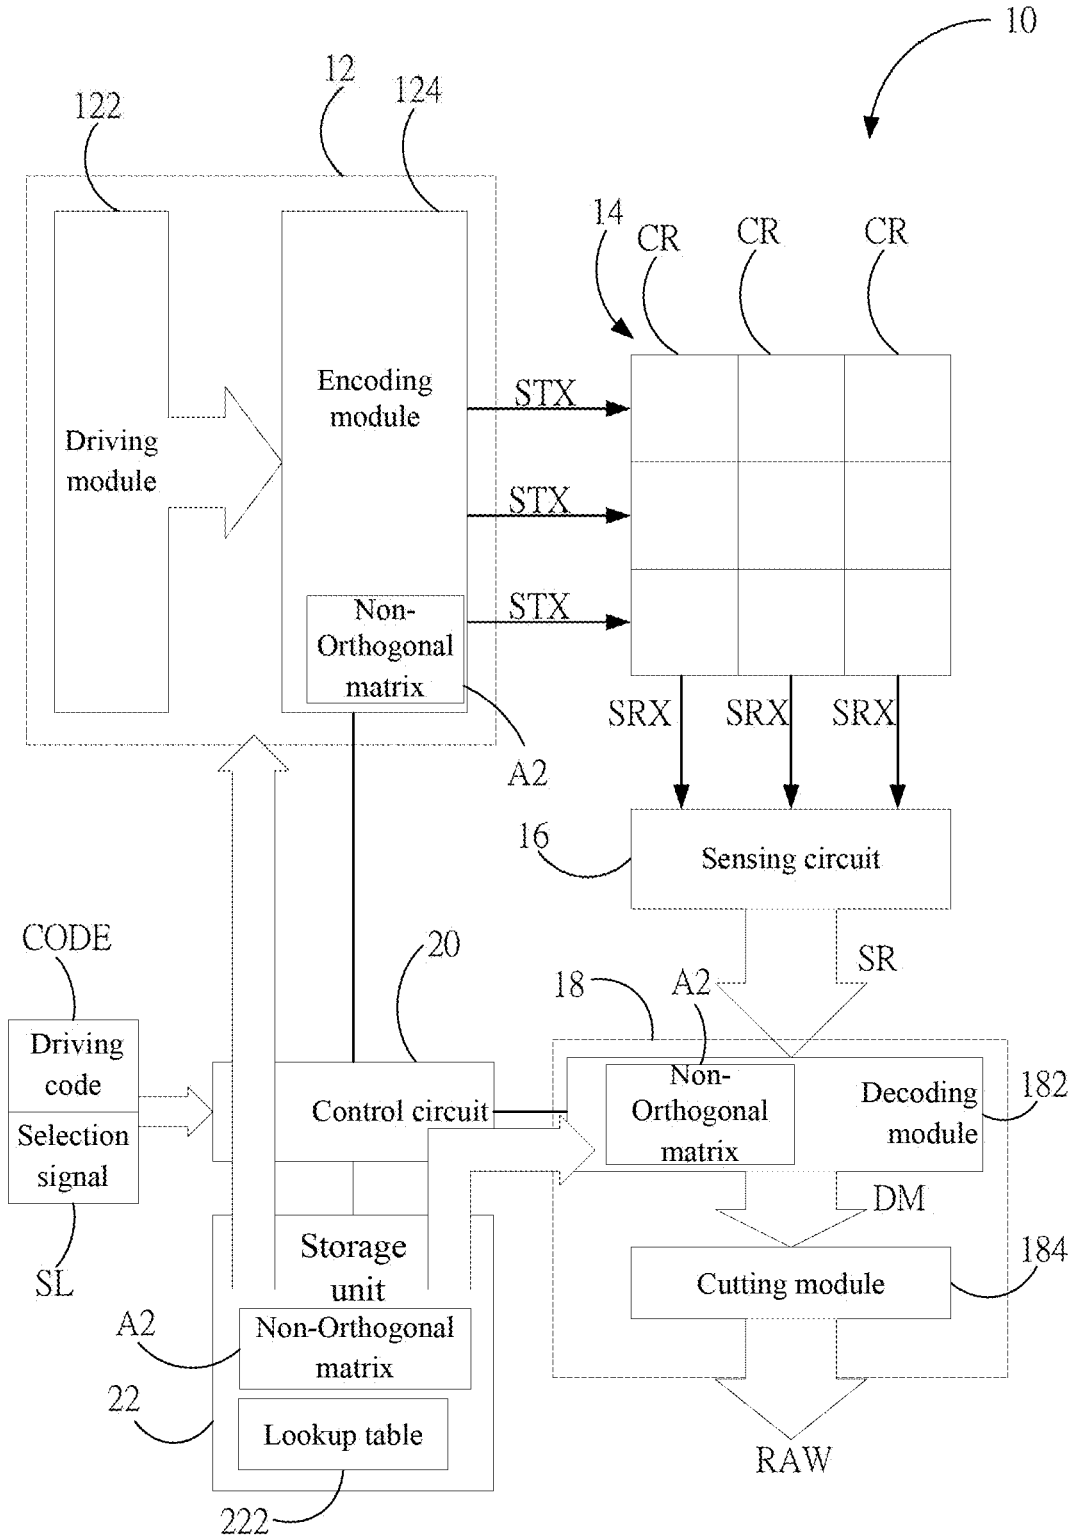 10
12
122
124
14
CR
CR
CR
Encoding
module
STX
Driving
module
STX
STX
Non-
Orthogonal
matrix
SRX
SRX
SRX
A2
16
Sensing circuit
CODE
20
SR
18
A2
Driving
code
Non-
Orthogonal
matrix
Decoding
module
182
Control circuit
Selection
signal
DM
SL
Storage
unit
184
Cutting module
A2
Non-Orthogonal
matrix
22
Lookup table
RAW
222